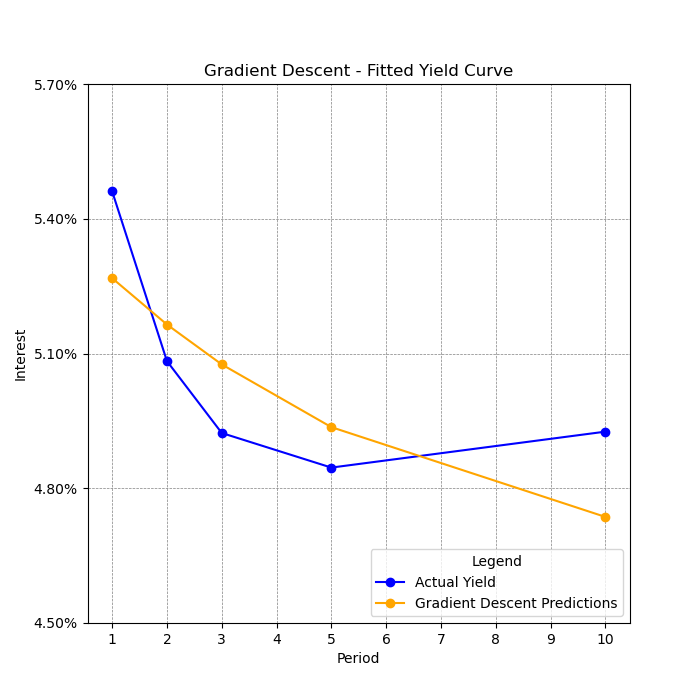 Gradient Descent - Fitted Yield Curve
5.70%
5.40%
5.10%
4.80%
4.50%
Interest
Legend
Actual Yield
Gradient Descent Predictions
1 2 3 4 5 6 7 8 9 10
Period